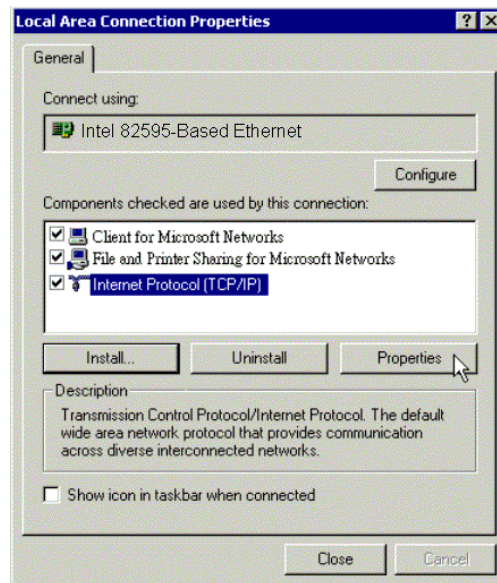 Local Area Connection Properties
General
Connect using:
Intel 82595-Based Ethernet
Configure
Components checked are used by this connection:
Client for Microsoft Networks
File and Printer Sharing for Microsoft Networks
Internet Protocol (TCP/IP)
Install... Uninstall Properties
Description
Transmission Control Protocol/Internet Protocol. The default
wide area network protocol that provides communication
across diverse interconnected networks.
Show icon in taskbar when connected
Close Cancel